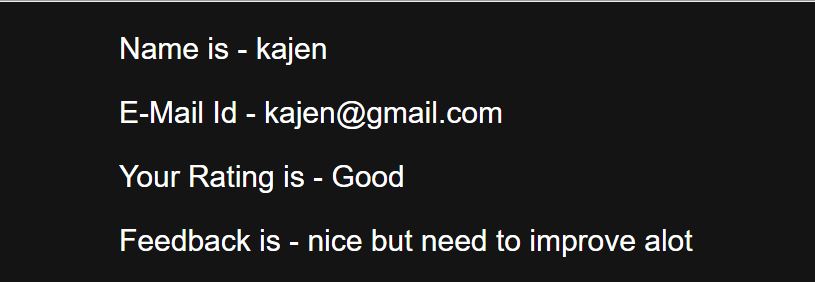 Name is - kajen
E-Mail Id - kajen@gmail.com
Your Rating is - Good
Feedback is - nice but need to improve alot